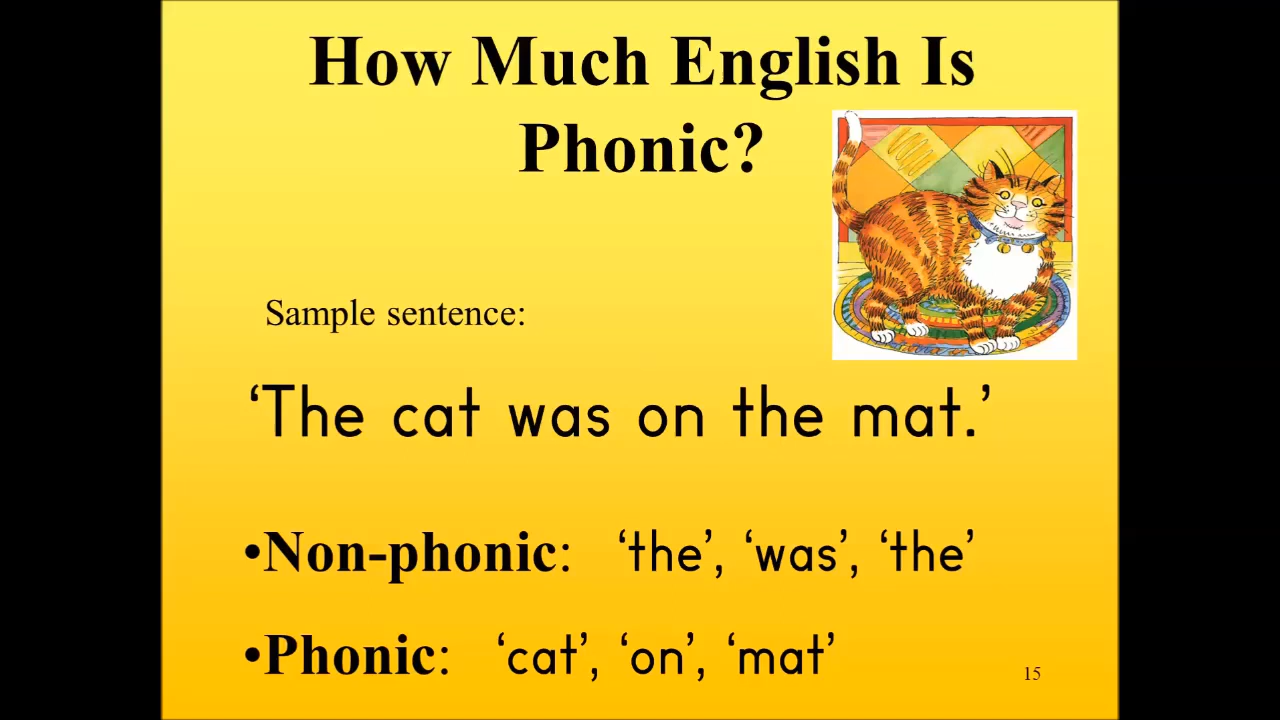 How Much English Is
Phonic?
Sample sentence:
‘The cat was on the mat.’
•Non-phonic: ‘the’, ‘was’, ‘the’
•Phonic: ‘cat’, ‘on’, ‘mat’
15